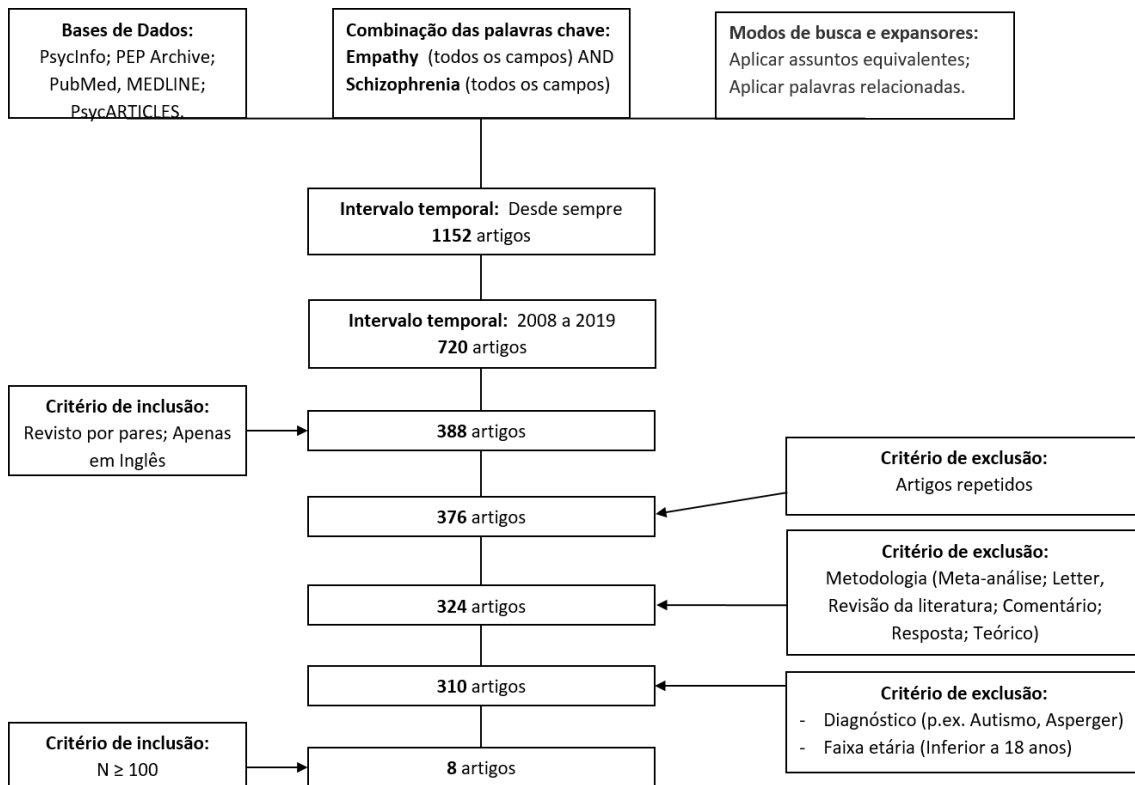 Bases de Dados:
PsycInfo; PEP Archive;
PubMed, MEDLINE;
PsycARTICLES.
Combinação das palavras chave:
Empathy (todos os campos) AND
Schizophrenia (todos os campos)
Modos de busca e expansores:
Aplicar assuntos equivalentes;
Aplicar palavras relacionadas.
Intervalo temporal: Desde sempre
1152 artigos
Intervalo temporal: 2008 a 2019
720 artigos
Critério de inclusão:
Revisto por pares; Apenas
em Inglês
388 artigos
Critério de exclusão:
Artigos repetidos
376 artigos
Critério de exclusão:
Metodologia (Meta-análise; Letter,
Revisão da literatura; Comentário;
Resposta; Teórico)
324 artigos
310 artigos
Critério de exclusão:
- Diagnóstico (p.ex. Autismo, Asperger)
- Faixa etária (Inferior a 18 anos)
Critério de inclusão:
N ≥ 100
8 artigos